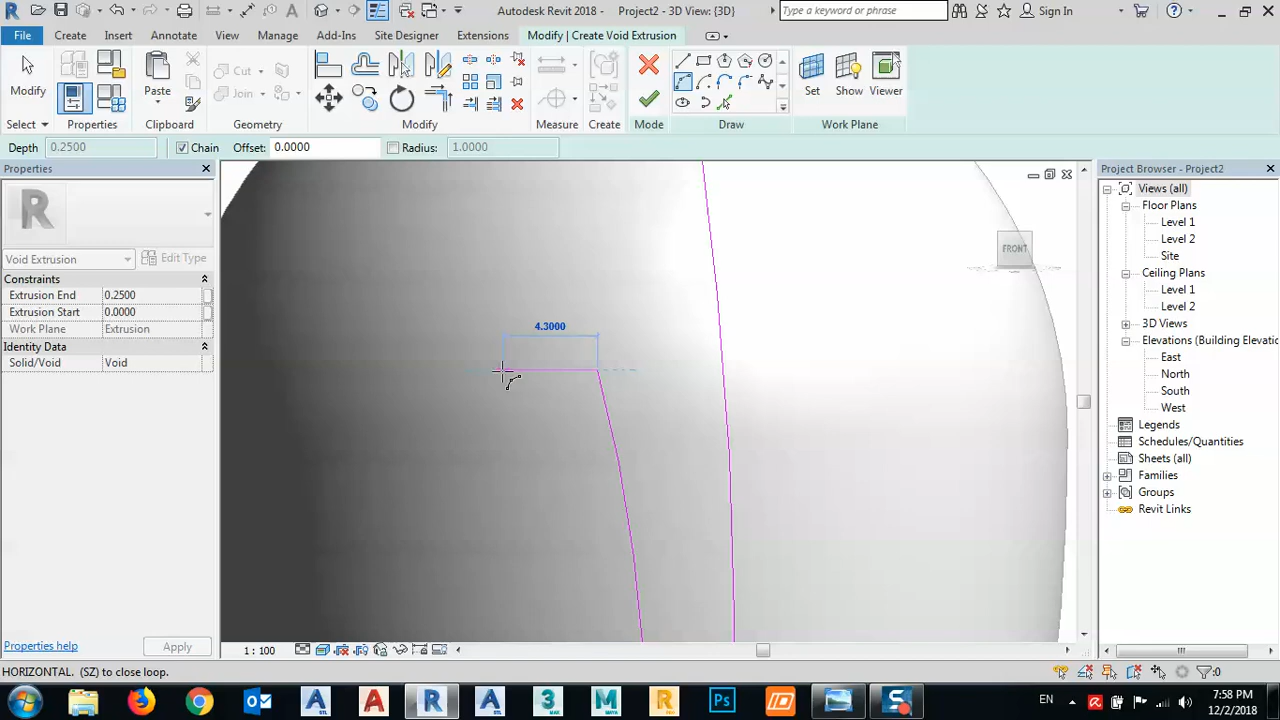 Autodesk Revit 2018 - Project2 - 3D View: {3D}
Type a keyword or phrase
Sign In
File
Create
Insert
Annotate
View
Manage
Add-Ins
Site Designer
Extensions
Modify | Create Void Extrusion
Modify
Paste
Cut
Join
Set
Show
Viewer
Select
Properties
Clipboard
Geometry
Modify
Measure
Create
Mode
Draw
Work Plane
Depth
0.2500
Chain
Offset:
0.0000
Radius:
1.0000
Properties
R
Void Extrusion
Edit Type
Constraints
Extrusion End
0.2500
Extrusion Start
0.0000
Work Plane
Extrusion
Identity Data
Solid/Void
Void
Properties help
Apply
4.3000
FRONT
Project Browser - Project2
Views (all)
Floor Plans
Level 1
Level 2
Site
Ceiling Plans
Level 1
Level 2
3D Views
Elevations (Building Elevati
East
North
South
West
Legends
Schedules/Quantities
Sheets (all)
Families
Groups
Revit Links
1 : 100
HORIZONTAL. (SZ) to close loop.
:0
EN
7:58 PM
12/2/2018